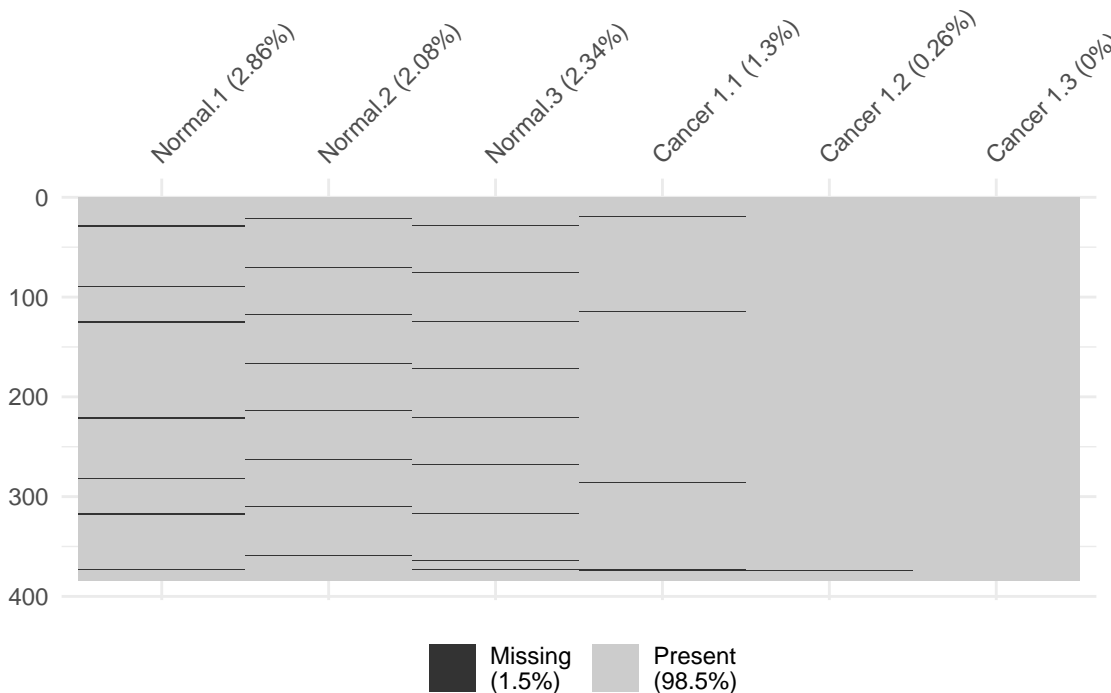 Normal.1 (2.86%)
Normal.2 (2.08%)
Normal.3 (2.34%)
Cancer 1.1 (1.3%)
Cancer 1.2 (0.26%)
Cancer 1.3 (0%)
0
100
200
300
400
Missing
(1.5%)
Present
(98.5%)